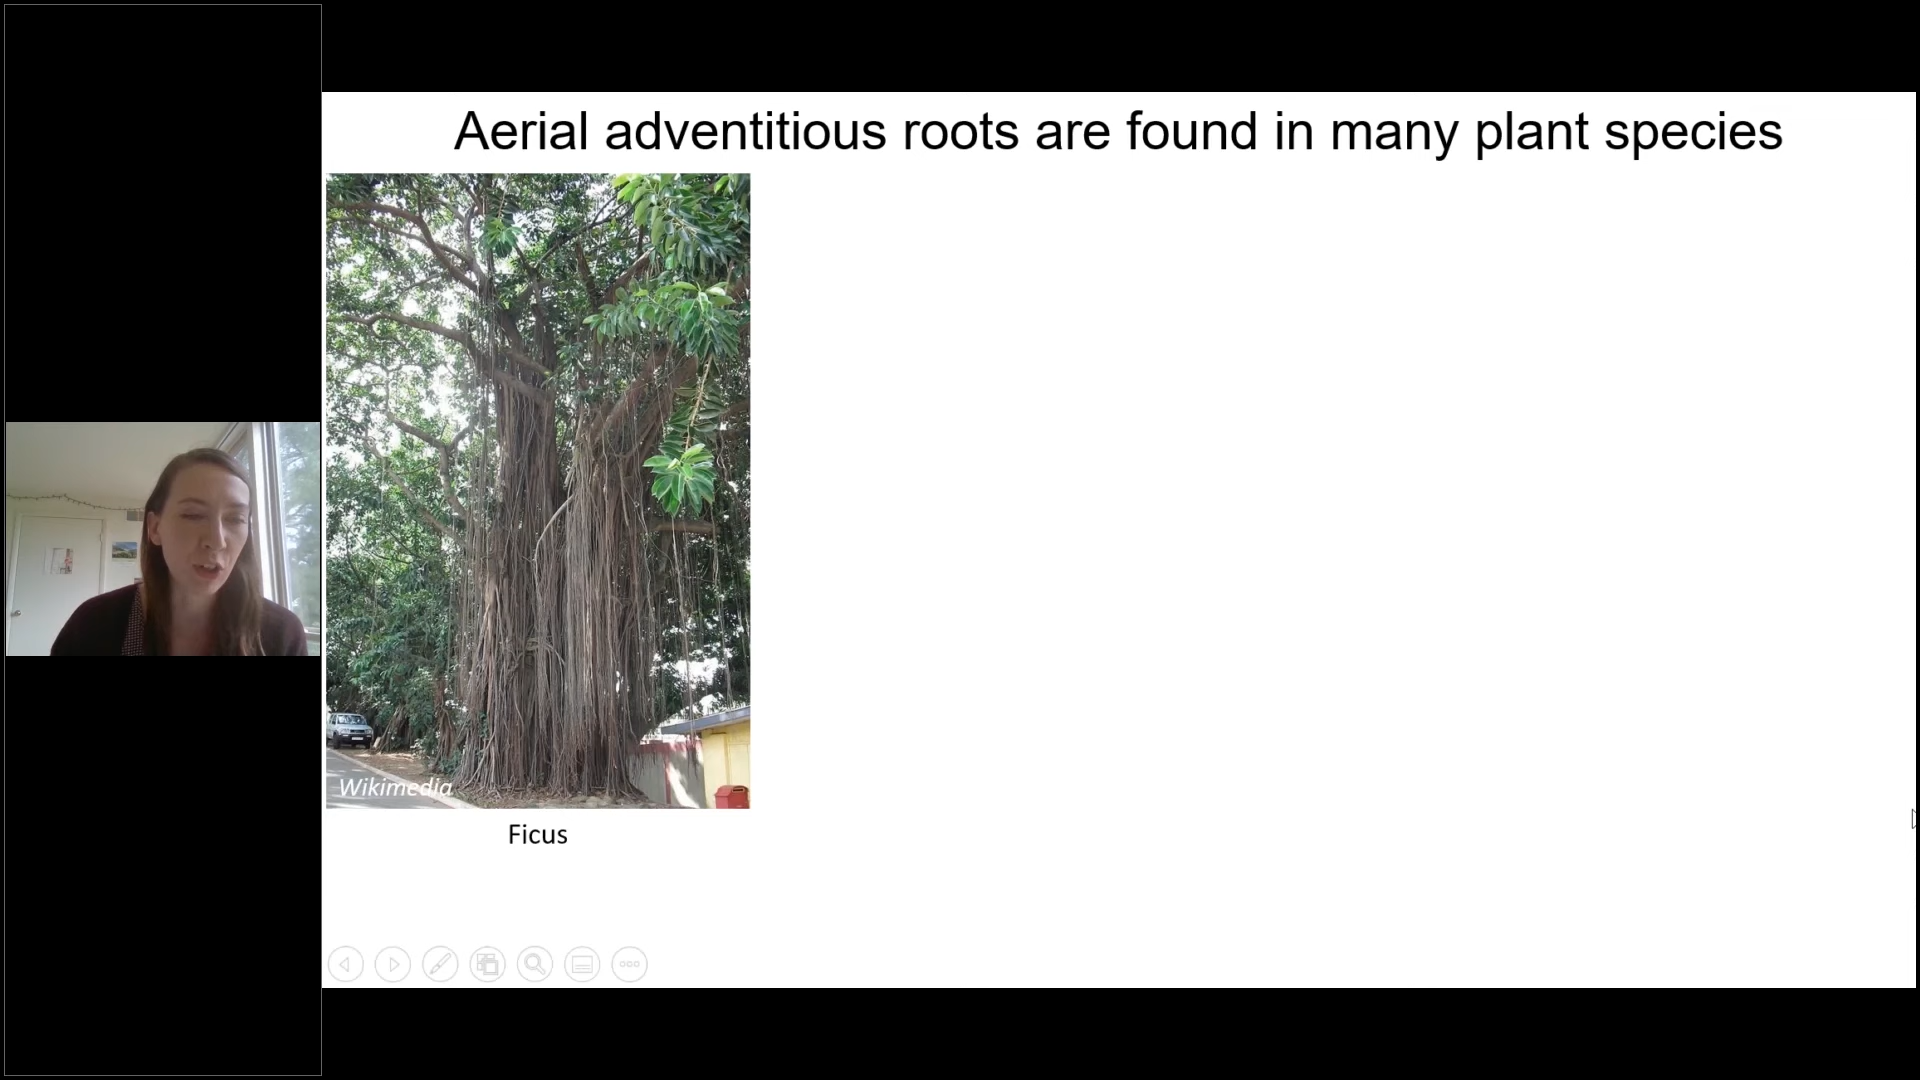 Aerial adventitious roots are found in many plant species
Wikimedia
Ficus